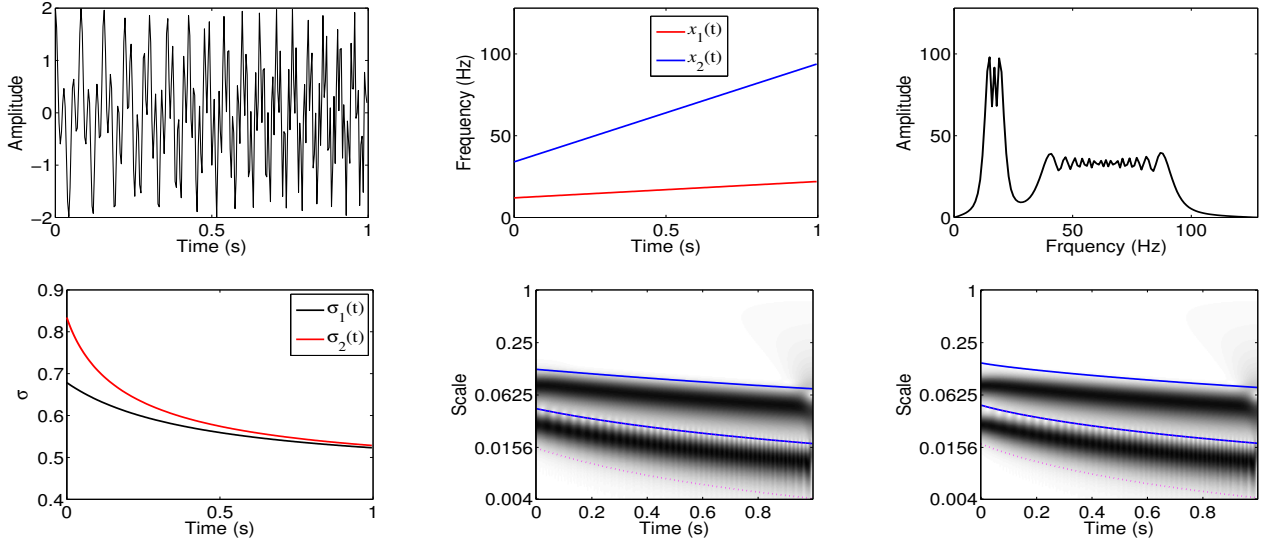 2
1
0
−1
−2
Amplitude
0
0.5
1
Time (s)
100
50
0
Frequency (Hz)
x1(t)
x2(t)
0
0.5
1
Time (s)
100
50
0
Amplitude
0
50
100
Frquency (Hz)
0.9
0.8
0.7
0.6
0.5
0.4
σ
σ1(t)
σ2(t)
0
0.5
1
Time (s)
1
0.25
0.0625
0.0156
0.004
Scale
0 0.2 0.4 0.6 0.8
Time (s)
1
0.25
0.0625
0.0156
0.004
Scale
0 0.2 0.4 0.6 0.8
Time (s)